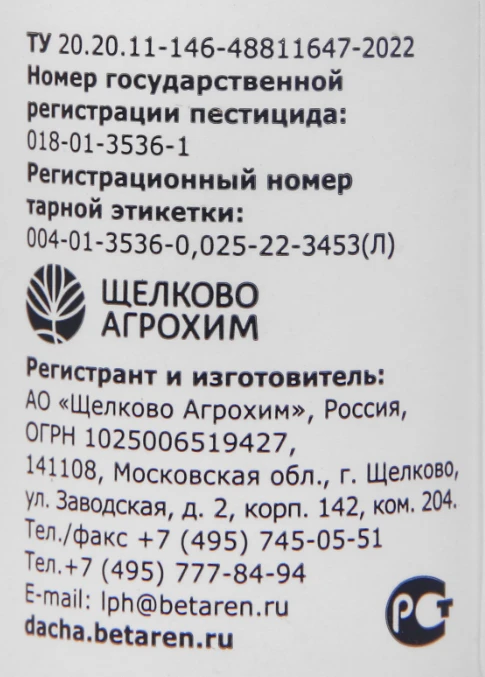 ТУ 20.20.11-146-48811647-2022
Номер государственной
регистрации пестицида:
018-01-3536-1
Регистрационный номер
тарной этикетки:
004-01-3536-0,025-22-3453(Л)
ЩЕЛКОВО
АГРОХИМ
Регистрант и изготовитель:
АО «Щелково Агрохим», Россия,
ОГРН 1025006519427,
141108, Московская обл., г. Щелково,
ул. Заводская, д. 2, корп. 142, ком. 204.
Тел./факс +7 (495) 745-05-51
Тел.+7 (495) 777-84-94
E-mail: lph@betaren.ru
dacha.betaren.ru
РСТ